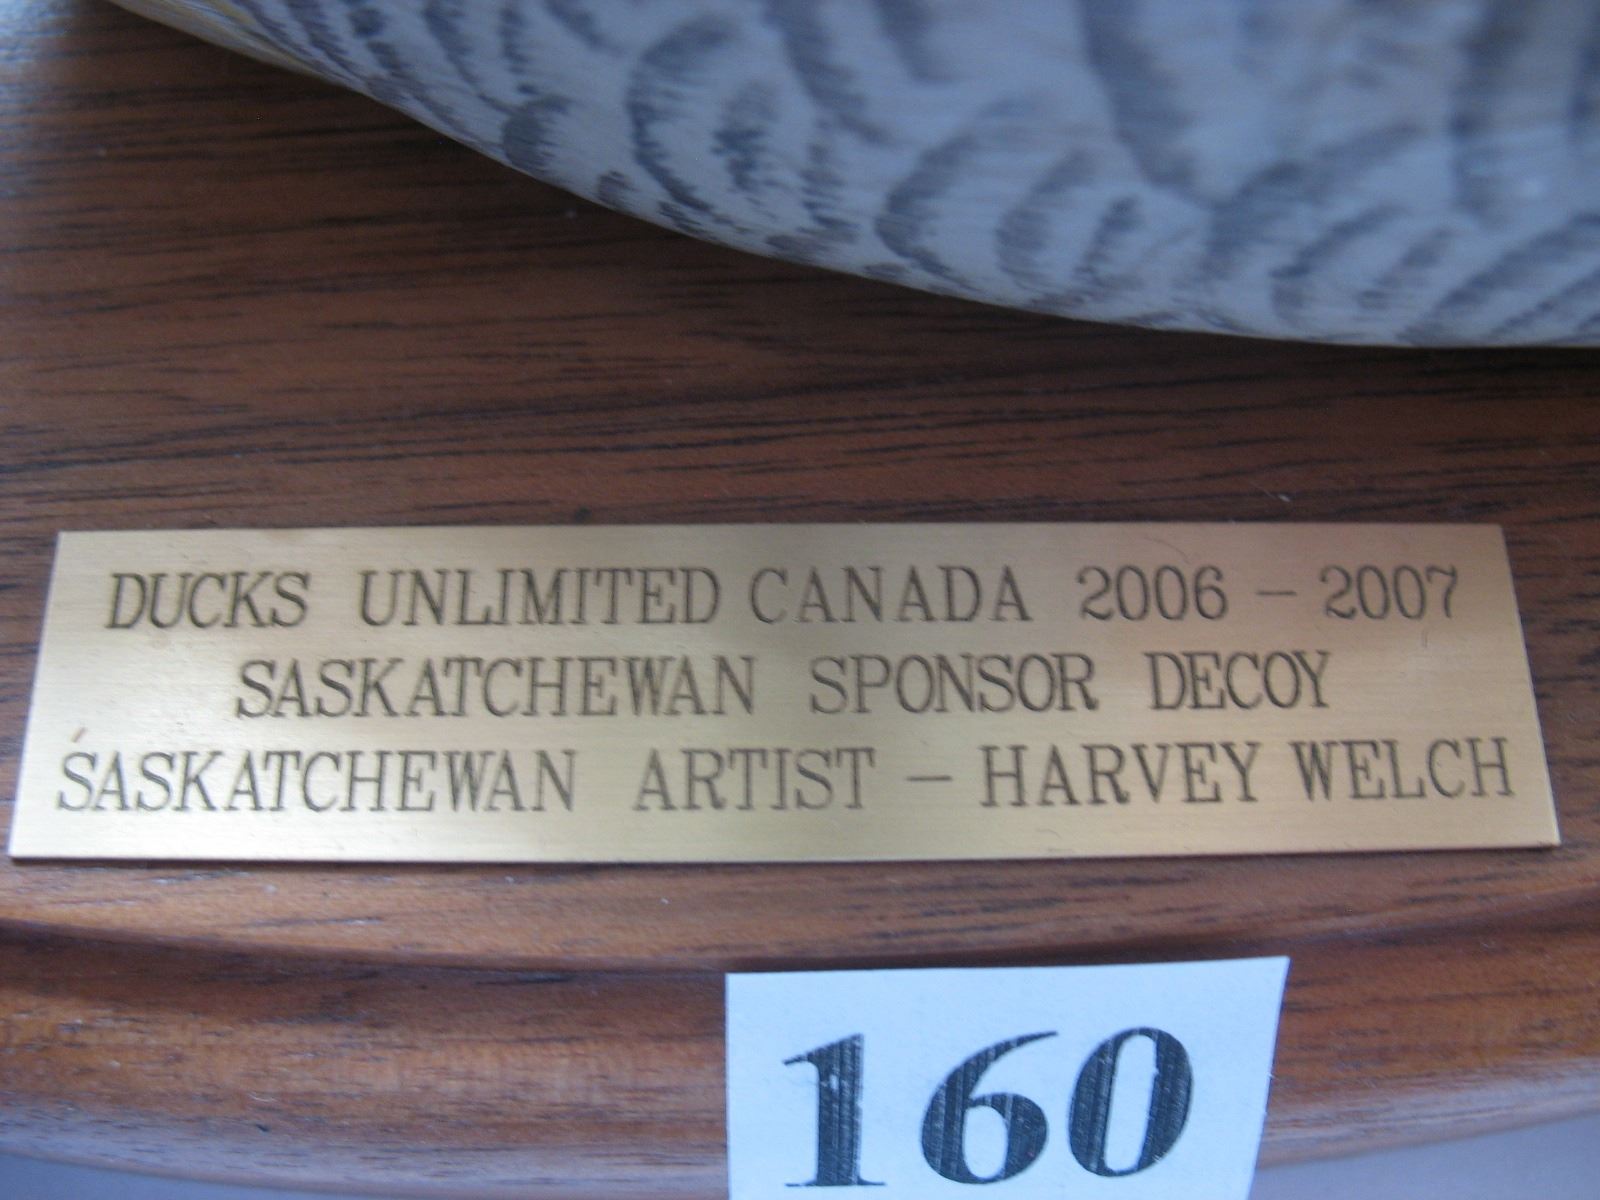 DUCKS UNLIMITED CANADA 2006 - 2007
SASKATCHEWAN SPONSOR DECOY
SASKATCHEWAN ARTIST - HARVEY WELCH
160